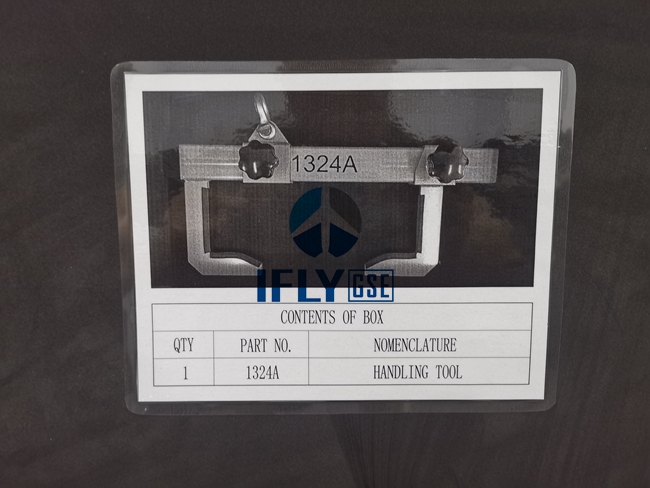 1324A
IFLY GSE
CONTENTS OF BOX
QTY PART NO. NOMENCLATURE
1 1324A HANDLING TOOL